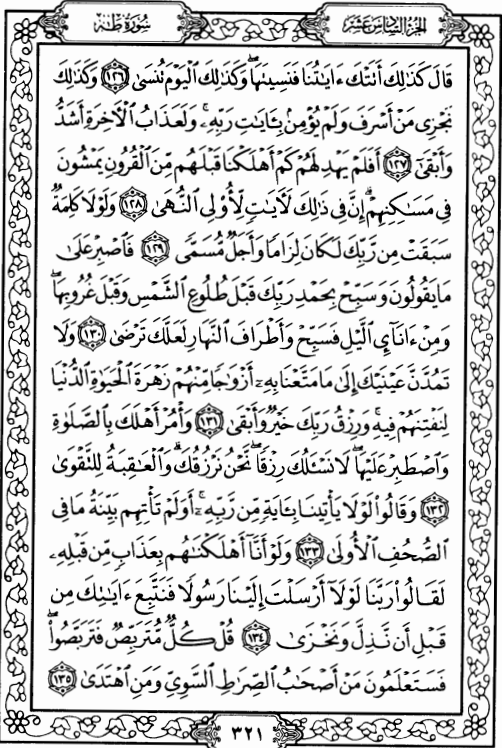 الجزء السادس عشر
سورة طه
قَالَ كَذَٰلِكَ أَتَتۡكَ ءَايَٰتُنَا فَنَسِيتَهَاۖ وَكَذَٰلِكَ ٱلۡيَوۡمَ تُنسَىٰ ١٢٦ وَكَذَٰلِكَ
نَجۡزِي مَنۡ أَسۡرَفَ وَلَمۡ يُؤۡمِنۢ بِـَٔايَٰتِ رَبِّهِۦۚ وَلَعَذَابُ ٱلۡأٓخِرَةِ أَشَدُّ
وَأَبۡقَىٰٓ ١٢٧ أَفَلَمۡ يَهۡدِ لَهُمۡ كَمۡ أَهۡلَكۡنَا قَبۡلَهُم مِّنَ ٱلۡقُرُونِ يَمۡشُونَ
فِي مَسَٰكِنِهِمۡۚ إِنَّ فِي ذَٰلِكَ لَأٓيَٰتٖ لِّأُوْلِي ٱلنُّهَىٰ ١٢٨ وَلَوۡلَا كَلِمَةٞ
سَبَقَتۡ مِن رَّبِّكَ لَكَانَ لِزَامٗا وَأَجَلٞ مُّسَمّٗى ١٢٩ فَٱصۡبِرۡ عَلَىٰ
مَا يَقُولُونَ وَسَبِّحۡ بِحَمۡدِ رَبِّكَ قَبۡلَ طُلُوعِ ٱلشَّمۡسِ وَقَبۡلَ غُرُوبِهَاۖ
وَمِنۡ ءَانَآيِٕ ٱلَّيۡلِ فَسَبِّحۡ وَأَطۡرَافَ ٱلنَّهَارِ لَعَلَّكَ تَرۡضَىٰ ١٣٠ وَلَا
تَمُدَّنَّ عَيۡنَيۡكَ إِلَىٰ مَا مَتَّعۡنَا بِهِۦٓ أَزۡوَٰجٗا مِّنۡهُمۡ زَهۡرَةَ ٱلۡحَيَوٰةِ ٱلدُّنۡيَا
لِنَفۡتِنَهُمۡ فِيهِۚ وَرِزۡقُ رَبِّكَ خَيۡرٞ وَأَبۡقَىٰ ١٣١ وَأۡمُرۡ أَهۡلَكَ بِٱلصَّلَوٰةِ
وَٱصۡطَبِرۡ عَلَيۡهَاۖ لَا نَسۡـَٔلُكَ رِزۡقٗاۖ نَّحۡنُ نَرۡزُقُكَۗ وَٱلۡعَٰقِبَةُ لِلتَّقۡوَىٰ
١٣٢ وَقَالُواْ لَوۡلَا يَأۡتِينَا بِـَٔايَةٖ مِّن رَّبِّهِۦٓۚ أَوَلَمۡ تَأۡتِهِم بَيِّنَةُ مَا فِي
ٱلصُّحُفِ ٱلۡأُولَىٰ ١٣٣ وَلَوۡ أَنَّآ أَهۡلَكۡنَٰهُم بِعَذَابٖ مِّن قَبۡلِهِۦ
لَقَالُواْ رَبَّنَا لَوۡلَآ أَرۡسَلۡتَ إِلَيۡنَا رَسُولٗا فَنَتَّبِعَ ءَايَٰتِكَ مِن
قَبۡلِ أَن نَّذِلَّ وَنَخۡزَىٰ ١٣٤ قُلۡ كُلّٞ مُّتَرَبِّصٞ فَتَرَبَّصُواْۖ
فَسَتَعۡلَمُونَ مَنۡ أَصۡحَٰبُ ٱلصِّرَٰطِ ٱلسَّوِيِّ وَمَنِ ٱهۡتَدَىٰ ١٣٥
٣٢١